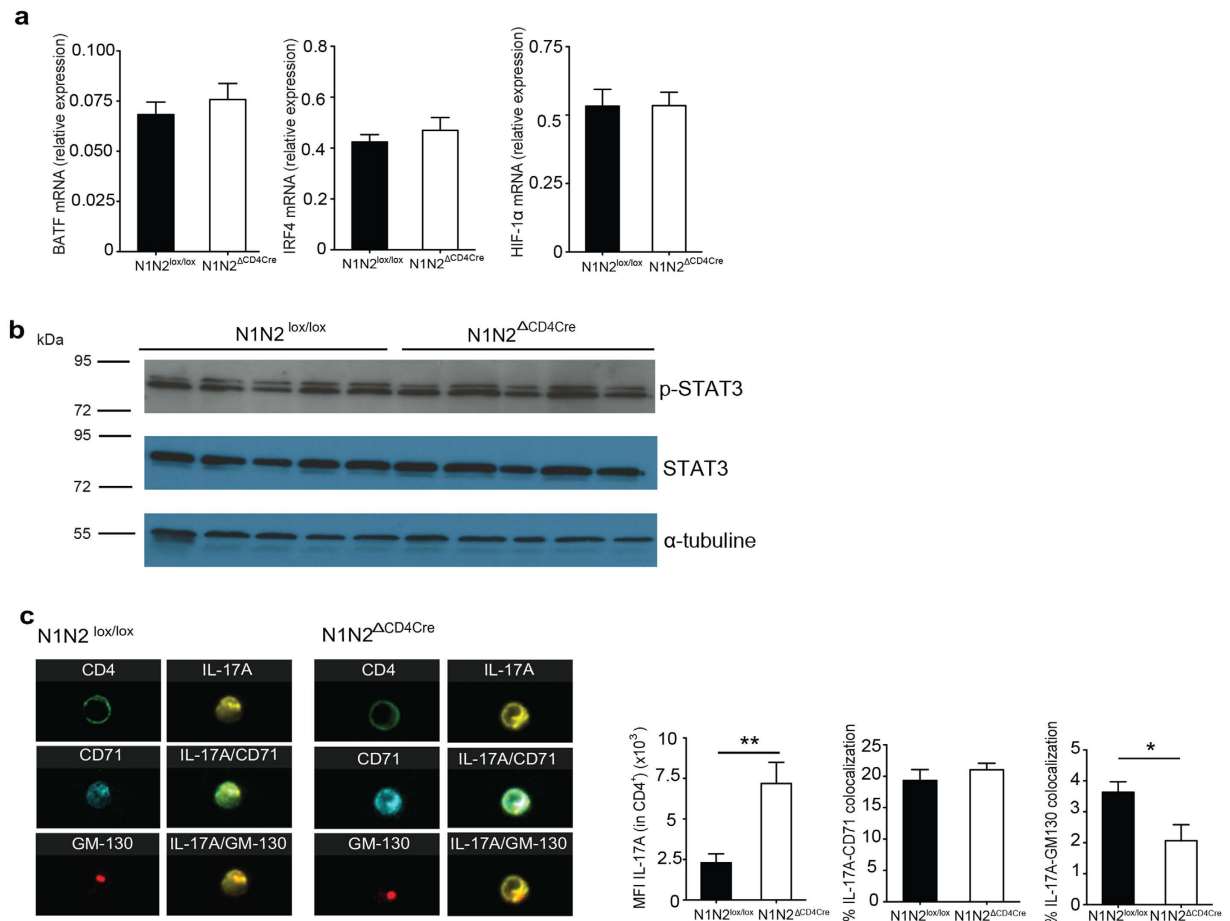 a
BATF mRNA (relative expression)
0.100
0.075
0.050
0.025
0
N1N2lox/lox
N1N2ΔCD4Cre
IRF4 mRNA (relative expression)
0.8
0.6
0.4
0.2
0
N1N2lox/lox
N1N2ΔCD4Cre
HIF-1α mRNA (relative expression)
0.75
0.5
0.25
0
N1N2lox/lox
N1N2ΔCD4Cre
b
kDa
N1N2 lox/lox
N1N2ΔCD4Cre
95
72
p-STAT3
95
72
STAT3
55
α-tubuline
c
N1N2 lox/lox
N1N2ΔCD4Cre
CD4 IL-17A
CD71 IL-17A/CD71
GM-130 IL-17A/GM-130
CD4 IL-17A
CD71 IL-17A/CD71
GM-130 IL-17A/GM-130
MFI IL-17A (in CD4+) (x10³)
10
7.5
5
2.5
0
**
N1N2lox/lox
N1N2ΔCD4Cre
% IL-17A-CD71 colocalization
25
20
15
10
5
0
N1N2lox/lox
N1N2ΔCD4Cre
% IL-17A-GM130 colocalization
5
4
3
2
1
0
*
N1N2lox/lox
N1N2ΔCD4Cre